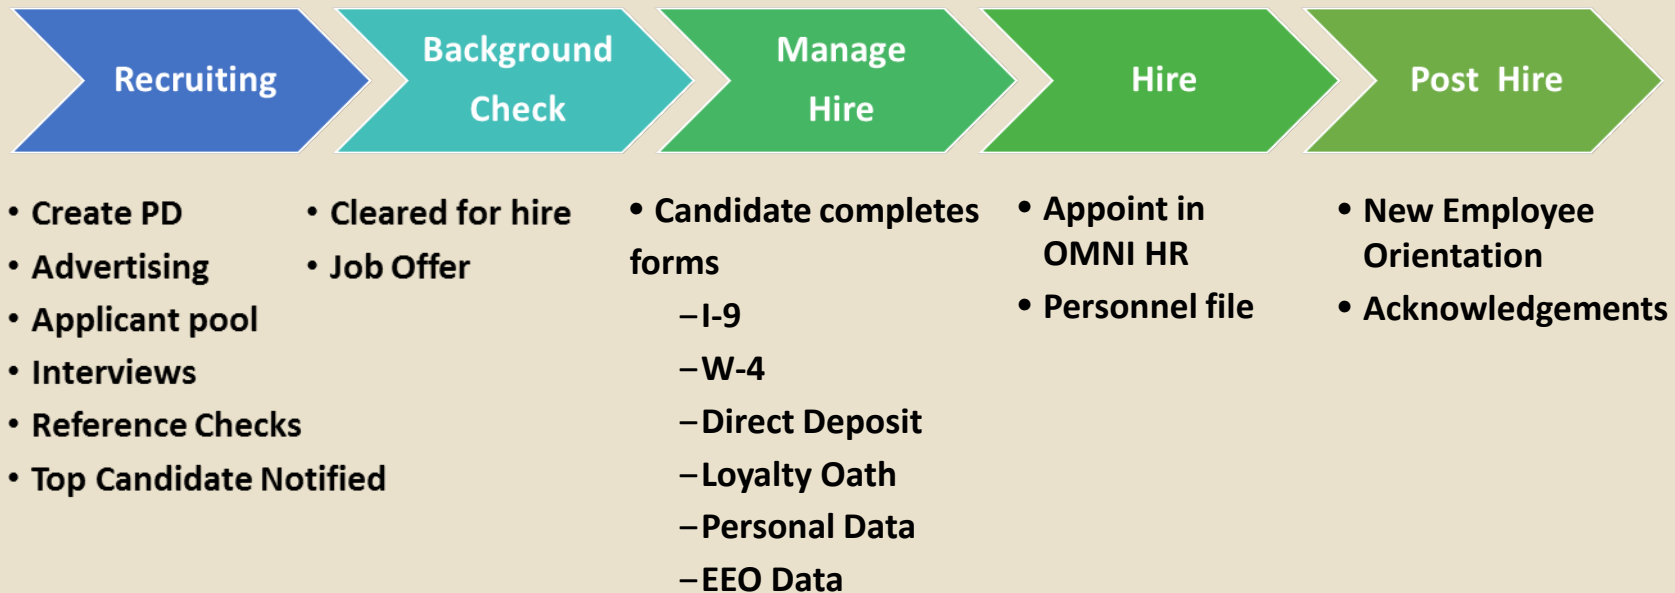 Recruiting
Background
Check
Manage
Hire
Hire
Post Hire
• Create PD
• Advertising
• Applicant pool
• Interviews
• Reference Checks
• Top Candidate Notified
• Cleared for hire
• Job Offer
• Candidate completes
forms
–I-9
–W-4
–Direct Deposit
–Loyalty Oath
–Personal Data
–EEO Data
• Appoint in
OMNI HR
• Personnel file
• New Employee
Orientation
• Acknowledgements